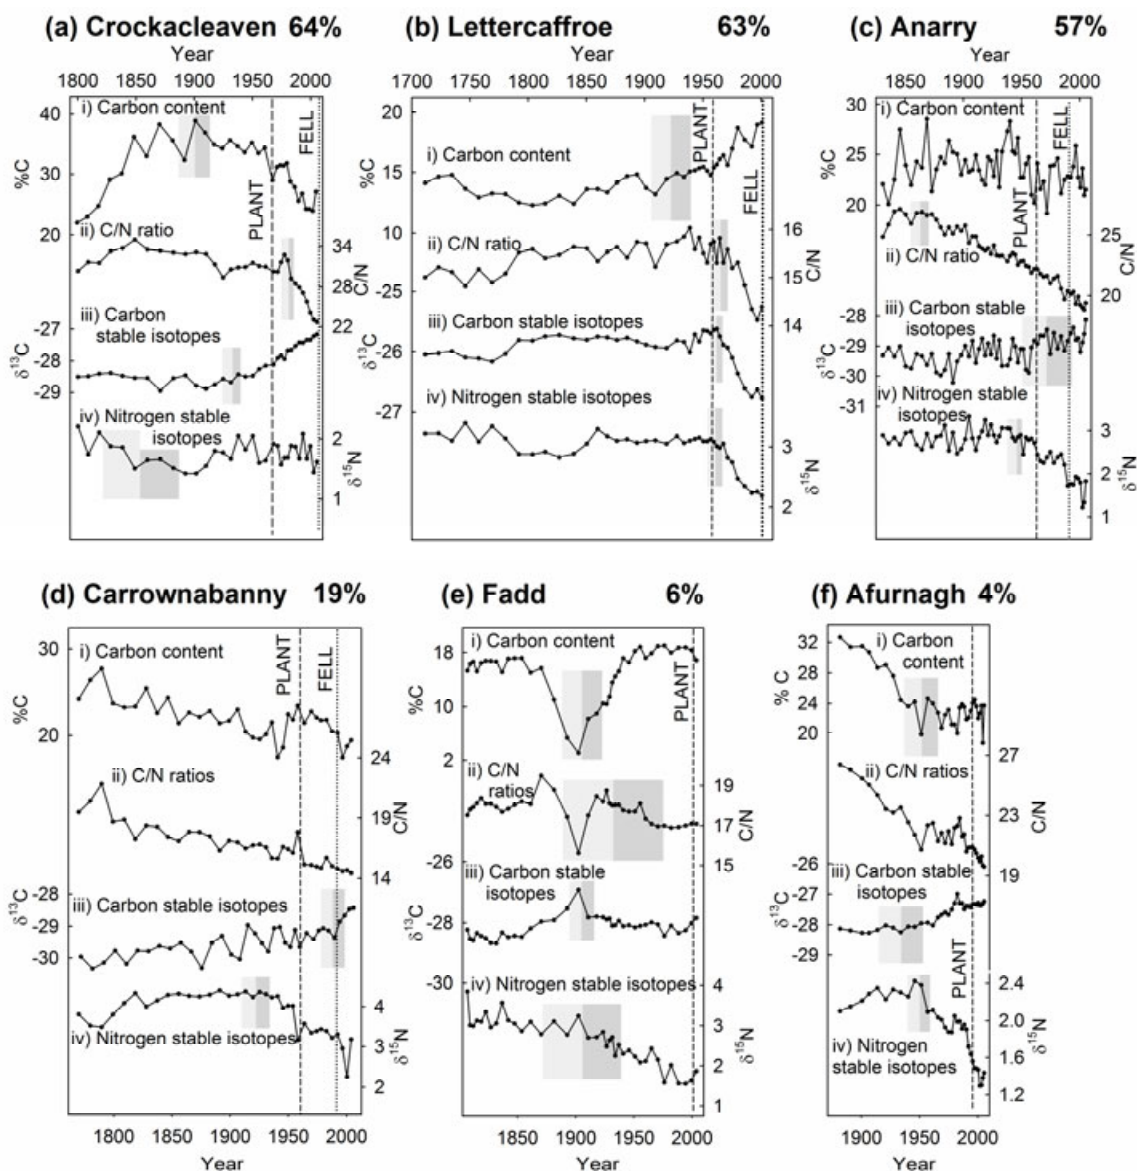 (a) Crockacleaven 64%
Year
1800 1850 1900 1950 2000
i) Carbon content
40
%C
30
20
FELL
PLANT
ii) C/N ratio
34
28
22
C/N
iii) Carbon
stable isotopes
-27
-28
-29
δ13C
iv) Nitrogen stable
isotopes
2
1
δ15N
(b) Lettercaffroe 63%
Year
1700 1750 1800 1850 1900 1950 2000
20
15
10
%C
i) Carbon content
PLANT
FELL
ii) C/N ratio
16
15
14
C/N
-25
-26
-27
δ13C
iii) Carbon stable isotopes
iv) Nitrogen stable isotopes
3
2
δ15N
(c) Anarry 57%
Year
1850 1900 1950 2000
i) Carbon content
30
25
20
%C
FELL
PLANT
ii) C/N ratio
25
20
C/N
iii) Carbon stable
isotopes
-28
-29
-30
-31
δ13C
iv) Nitrogen stable
isotopes
3
2
1
δ15N
(d) Carrownabanny 19%
30
20
%C
i) Carbon content
PLANT
FELL
ii) C/N ratios
24
19
14
C/N
-28
-29
-30
δ13C
iii) Carbon stable isotopes
iv) Nitrogen stable isotopes
4
3
2
δ15N
1800 1850 1900 1950 2000
Year
(e) Fadd 6%
i) Carbon content
18
10
2
%C
PLANT
ii) C/N
ratios
19
17
15
C/N
-26
-28
-30
δ13C
iii) Carbon stable
isotopes
iv) Nitrogen stable isotopes
4
3
2
1
δ15N
1850 1900 1950 2000
Year
(f) Afurnagh 4%
32
28
24
20
% C
i) Carbon
content
ii) C/N ratios
27
23
19
C/N
-26
-27
-28
-29
δ13C
iii) Carbon stable
isotopes
PLANT
iv) Nitrogen
stable isotopes
2.4
2.0
1.6
1.2
δ15N
1900 1950 2000
Year